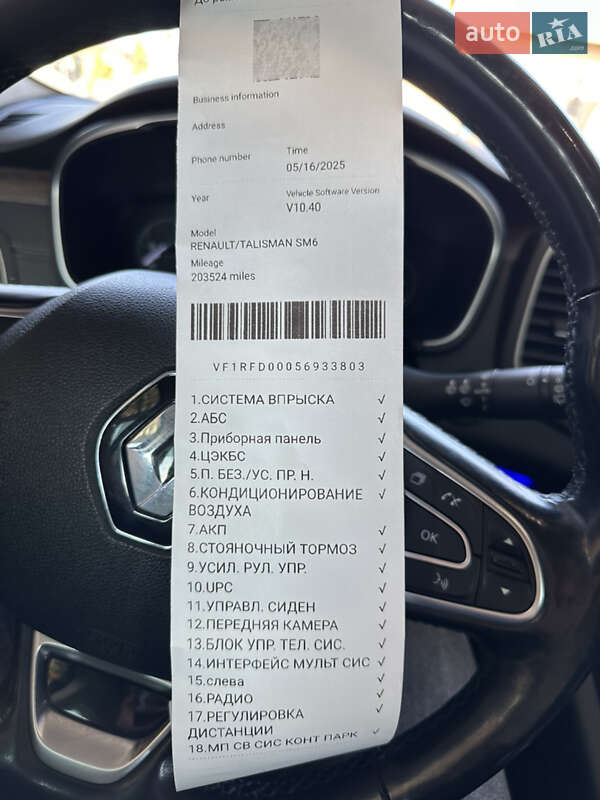 auto RIA.com
Business information
Address
Phone number
Time
05/16/2025
Year
Vehicle Software Version
V10.40
Model
RENAULT/TALISMAN SM6
Mileage
203524 miles
VF1RFD00056933803
1.СИСТЕМА ВПРЫСКА √
2.АБС √
3.Приборная панель √
4.ЦЭКБС √
5.П. БЕЗ./УС. ПР. Н. √
6.КОНДИЦИОНИРОВАНИЕ √
ВОЗДУХА
7.АКП √
8.СТОЯНОЧНЫЙ ТОРМОЗ √
9.УСИЛ. РУЛ. УПР. √
10.UPC √
11.УПРАВЛ. СИДЕН √
12.ПЕРЕДНЯЯ КАМЕРА √
13.БЛОК УПР. ТЕЛ. СИС. √
14.ИНТЕРФЕЙС МУЛЬТ СИС √
15.слева √
16.РАДИО √
17.РЕГУЛИРОВКА √
ДИСТАНЦИИ
18.МП СВ СИС КОНТ ПАРК √
OK